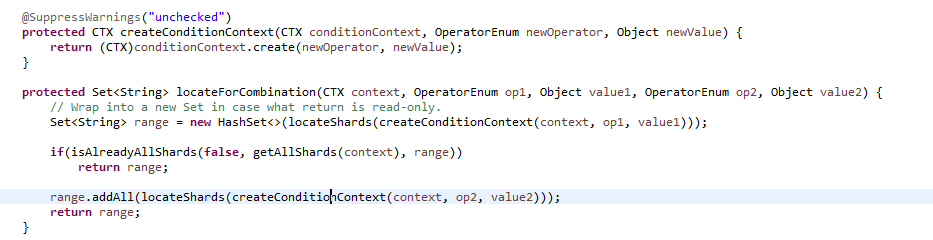 @SuppressWarnings("unchecked")
protected CTX createConditionContext(CTX conditionContext, OperatorEnum newOperator, Object newValue) {
return (CTX)conditionContext.create(newOperator, newValue);
}
protected Set<String> locateForCombination(CTX context, OperatorEnum op1, Object value1, OperatorEnum op2, Object value2) {
// Wrap into a new Set in case what return is read-only.
Set<String> range = new HashSet<>(locateShards(createConditionContext(context, op1, value1)));
if(isAlreadyAllShards(false, getAllShards(context), range))
return range;
range.addAll(locateShards(createConditionContext(context, op2, value2)));
return range;
}